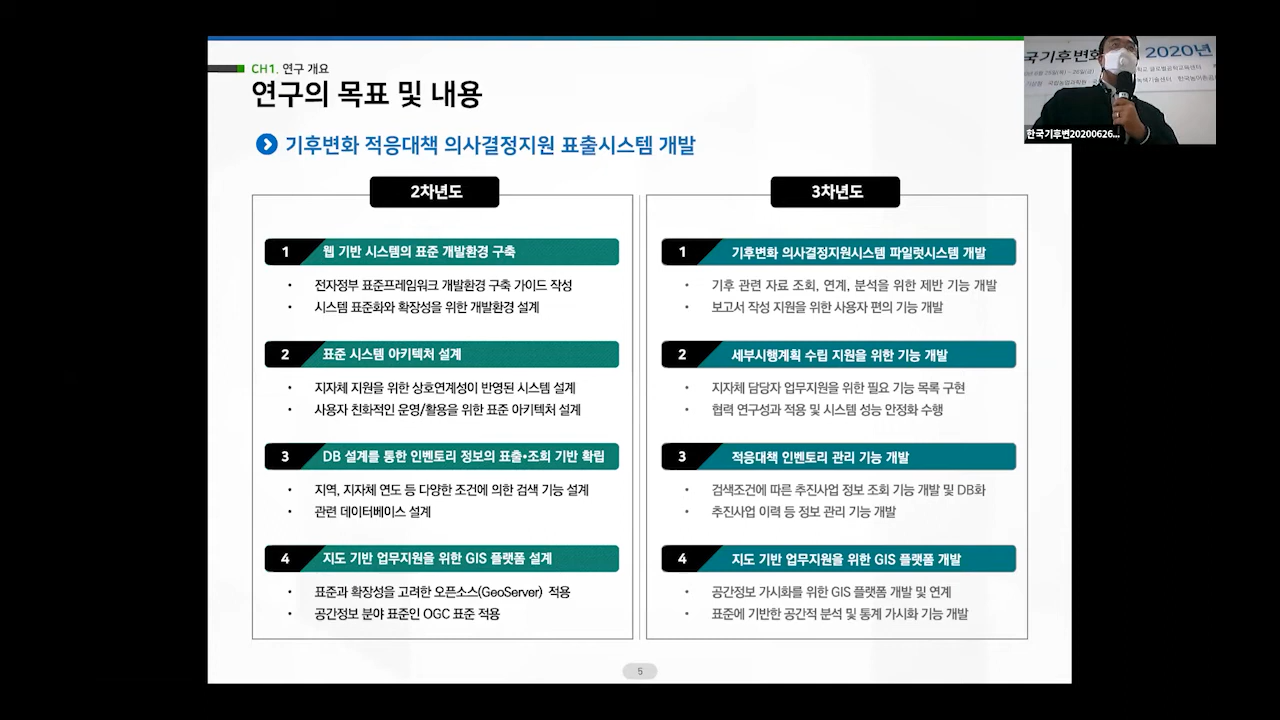 CH1. 연구 개요
연구의 목표 및 내용
기후변화 적응대책 의사결정지원 표출시스템 개발
2차년도
1 웹 기반 시스템의 표준 개발환경 구축
• 전자정부 표준프레임워크 개발환경 구축 가이드 작성
• 시스템 표준화와 확장성을 위한 개발환경 설계
2 표준 시스템 아키텍처 설계
• 지자체 지원을 위한 상호연계성이 반영된 시스템 설계
• 사용자 친화적인 운영/활용을 위한 표준 아키텍처 설계
3 DB 설계를 통한 인벤토리 정보의 표출•조회 기반 확립
• 지역, 지자체 연도 등 다양한 조건에 의한 검색 기능 설계
• 관련 데이터베이스 설계
4 지도 기반 업무지원을 위한 GIS 플랫폼 설계
• 표준과 확장성을 고려한 오픈소스(GeoServer) 적용
• 공간정보 분야 표준인 OGC 표준 적용
3차년도
1 기후변화 의사결정지원시스템 파일럿시스템 개발
• 기후 관련 자료 조회, 연계, 분석을 위한 제반 기능 개발
• 보고서 작성 지원을 위한 사용자 편의 기능 개발
2 세부시행계획 수립 지원을 위한 기능 개발
• 지자체 담당자 업무지원을 위한 필요 기능 목록 구현
• 협력 연구성과 적용 및 시스템 성능 안정화 수행
3 적응대책 인벤토리 관리 기능 개발
• 검색조건에 따른 추진사업 정보 조회 기능 개발 및 DB화
• 추진사업 이력 등 정보 관리 기능 개발
4 지도 기반 업무지원을 위한 GIS 플랫폼 개발
• 공간정보 가시화를 위한 GIS 플랫폼 개발 및 연계
• 표준에 기반한 공간적 분석 및 통계 가시화 기능 개발
5
국기후변화 2020년
한국기후변20200626...